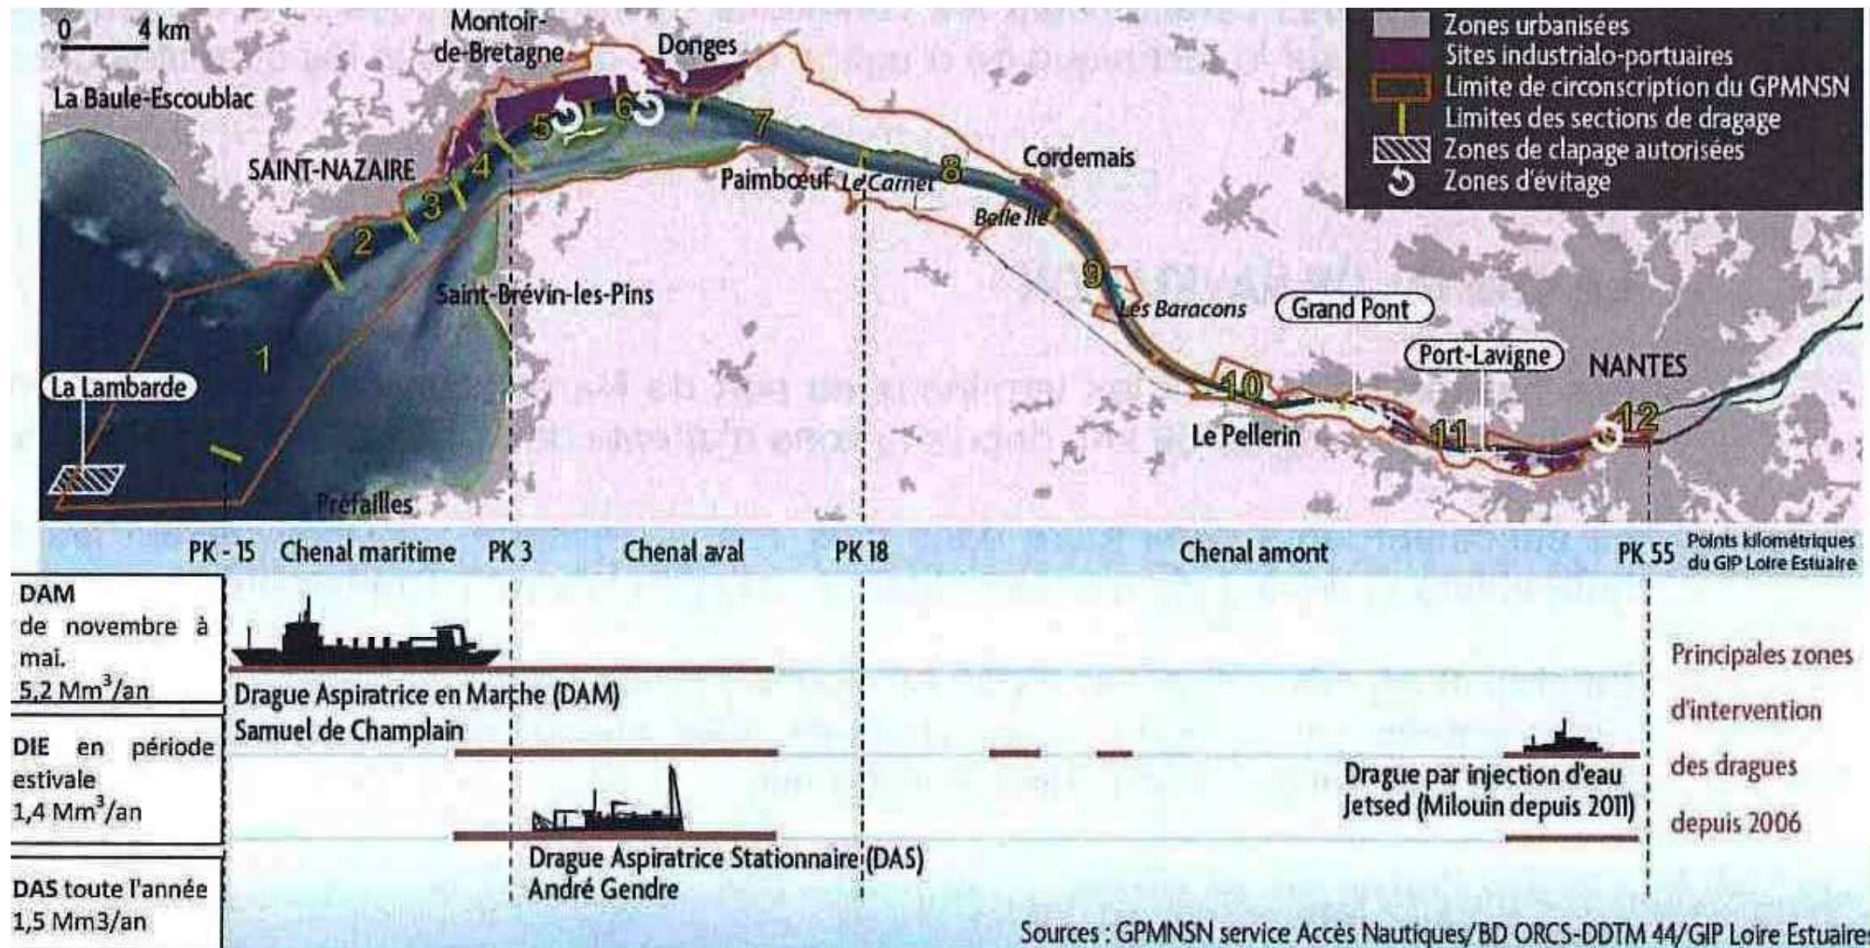 0 4 km
Montoir-
de-Bretagne
Donges
La Baule-Escoublac
SAINT-NAZAIRE
Zones urbanisées
Sites industrialo-portuaires
Limite de circonscription du GPMNSN
Limites des sections de dragage
Zones de clapage autorisées
Zones d'évitage
1
2
3
4
5
6
7
8
9
10
11
12
Paimbœuf
Le Carnet
Cordemais
Belle Ile
Les Baracons
Saint-Brévin-les-Pins
Grand Pont
Port-Lavigne
NANTES
La Lambarde
Le Pellerin
Préfailles
PK - 15 Chenal maritime PK 3 Chenal aval PK 18 Chenal amont PK 55
Points kilométriques
du GIP Loire Estuaire
DAM
de novembre à
mai.
5,2 Mm³/an
Drague Aspiratrice en Marche (DAM)
Samuel de Champlain
DIE en période
estivale
1,4 Mm³/an
Drague par injection d'eau
Jetsed (Milouin depuis 2011)
Drague Aspiratrice Stationnaire (DAS)
André Gendre
DAS toute l'année
1,5 Mm3/an
Principales zones
d'intervention
des dragues
depuis 2006
Sources : GPMNSN service Accès Nautiques/BD ORCS-DDTM 44/GIP Loire Estuaire